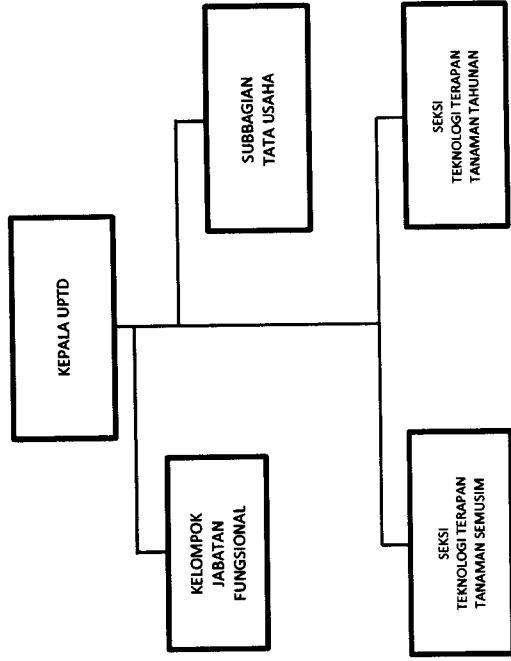 KEPALA UPTD
KELOMPOK
JABATAN
FUNGSIONAL
SUBBAGIAN
TATA USAHA
SEKSI
TEKNOLOGI TERAPAN
TANAMAN SEMUSIM
SEKSI
TEKNOLOGI TERAPAN
TANAMAN TAHUNAN